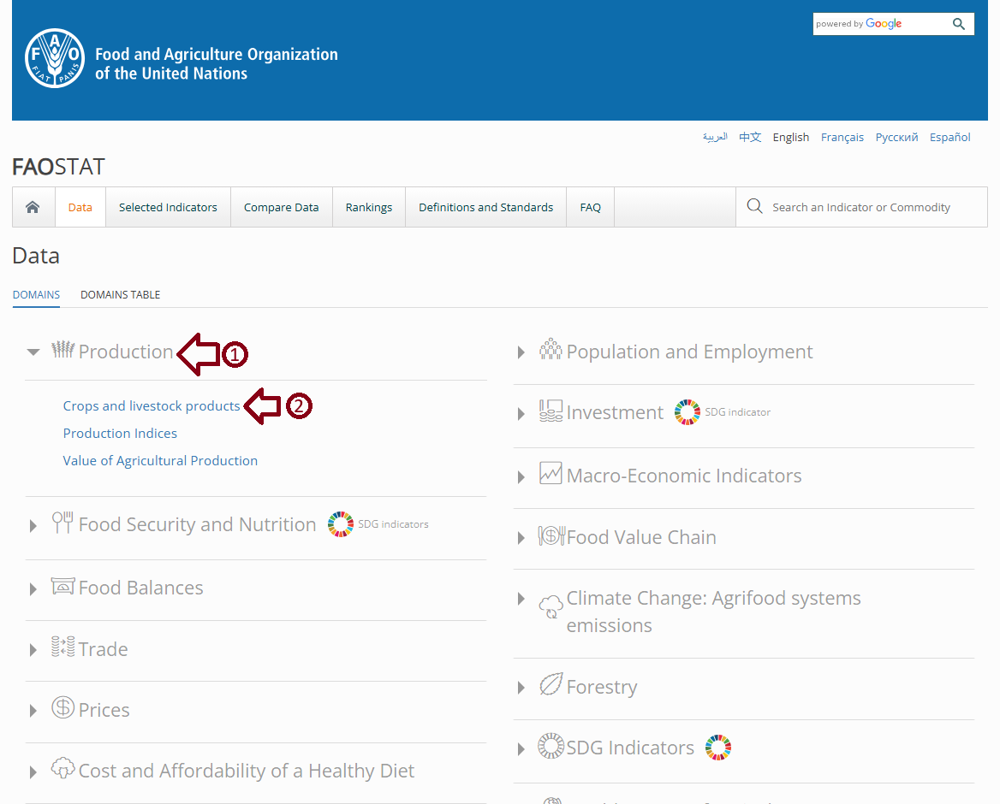 powered by Google
FAO
FIAT PANIS
Food and Agriculture Organization
of the United Nations
العربية 中文 English Français Русский Español
FAOSTAT
Data Selected Indicators Compare Data Rankings Definitions and Standards FAQ Search an Indicator or Commodity
Data
DOMAINS DOMAINS TABLE
Production 1
Crops and livestock products 2
Production Indices
Value of Agricultural Production
Food Security and Nutrition SDG indicators
Food Balances
Trade
Prices
Cost and Affordability of a Healthy Diet
Population and Employment
Investment SDG indicator
Macro-Economic Indicators
Food Value Chain
Climate Change: Agrifood systems
emissions
Forestry
SDG Indicators